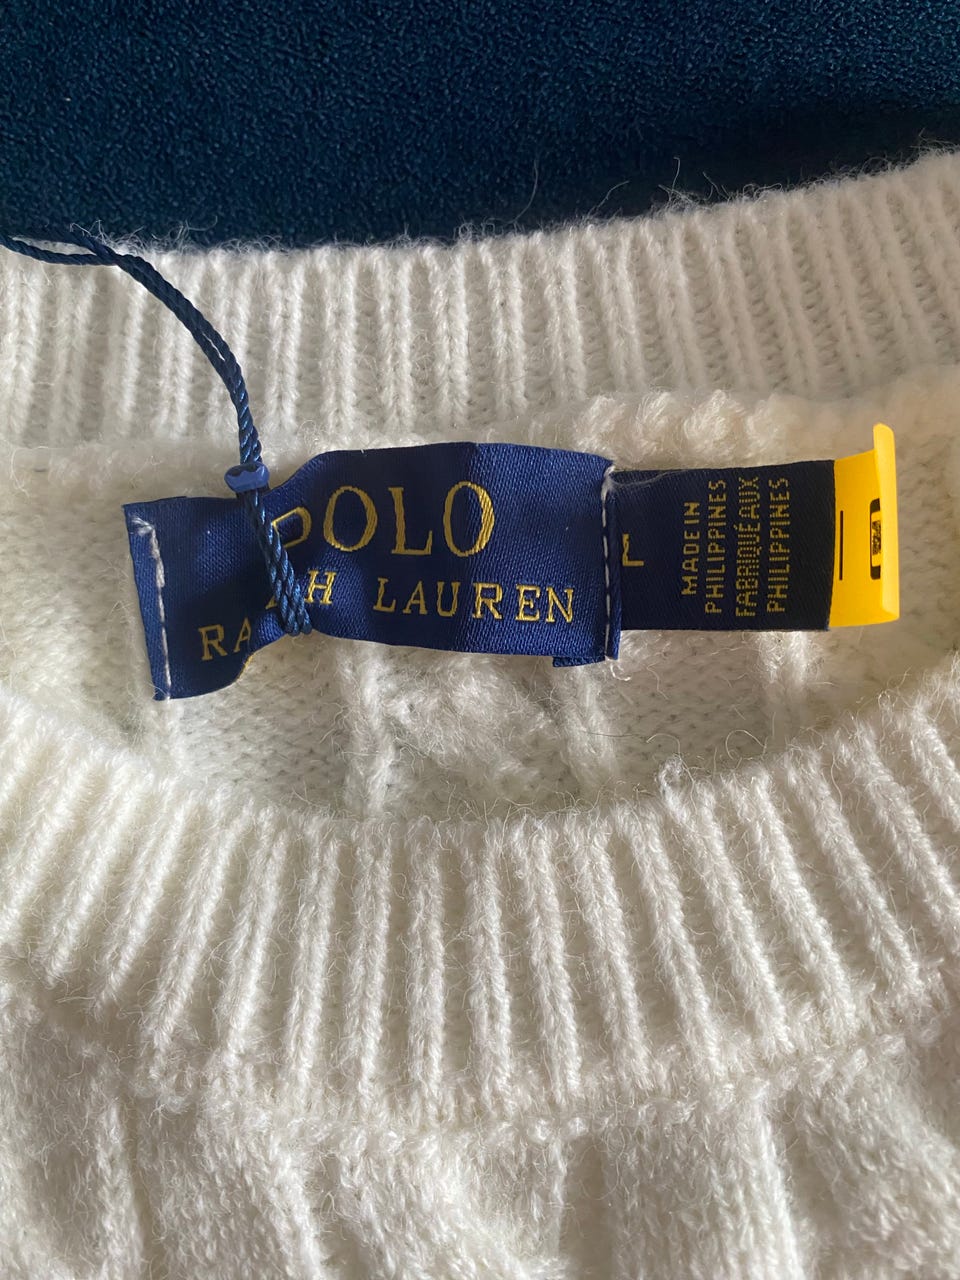 POLO
RA H LAUREN
L
MADE IN
PHILIPPINES
FABRIQUÉ AUX
PHILIPPINES